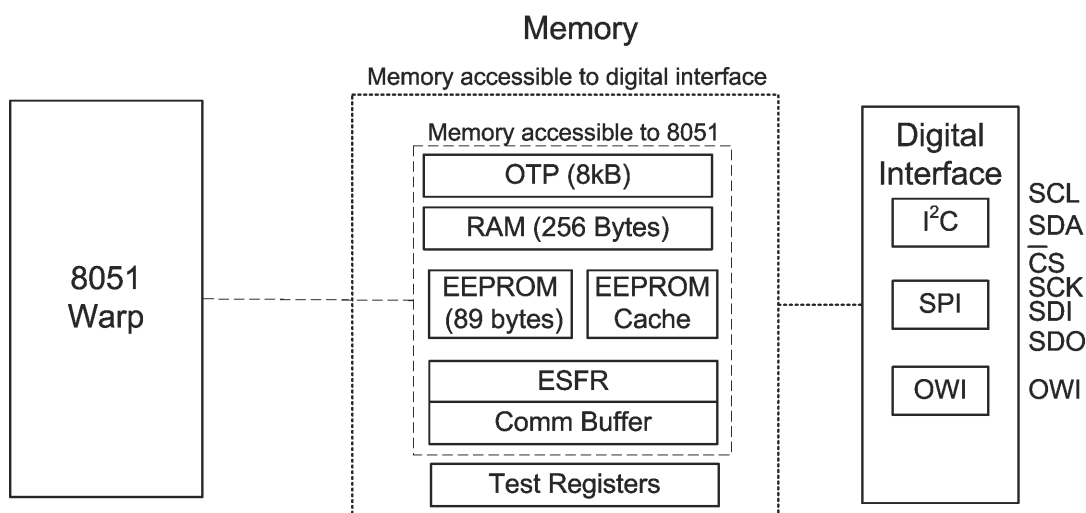 Memory
Memory accessible to digital interface
Memory accessible to 8051
OTP (8kB)
RAM (256 Bytes)
EEPROM
(89 bytes)
EEPROM
Cache
ESFR
Comm Buffer
Test Registers
8051
Warp
Digital
Interface
I²C
SPI
OWI
SCL
SDA
C̅S
SCK
SDI
SDO
OWI